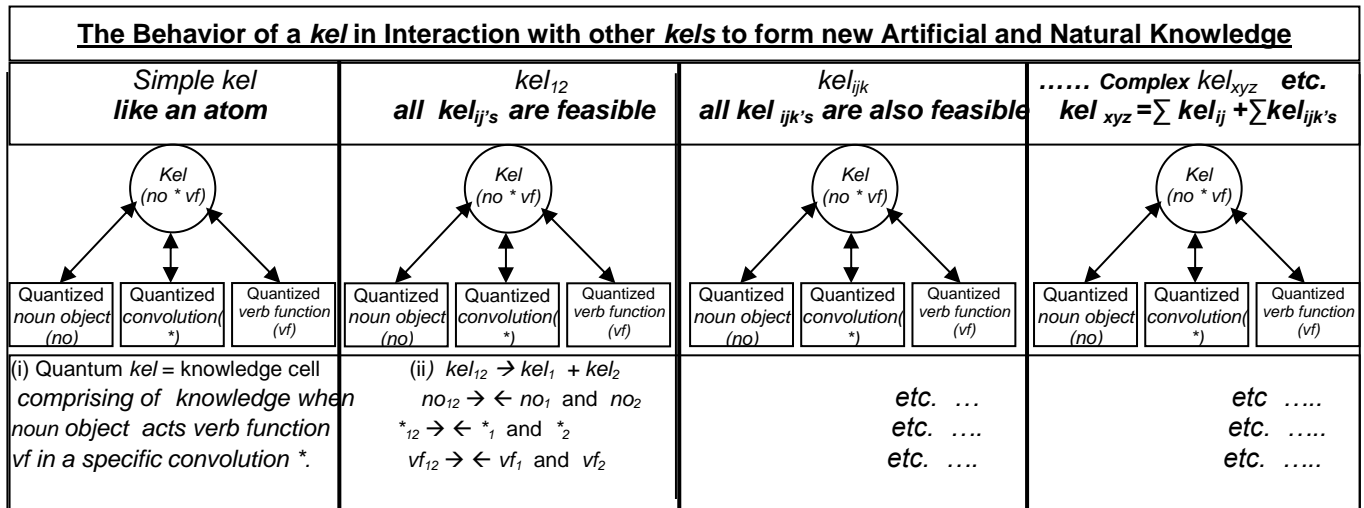 The Behavior of a kel in Interaction with other kels to form new Artificial and Natural Knowledge
Simple kel
like an atom
kel12
all kelij's are feasible
kelijk
all kel ijk's are also feasible
…… Complex kelxyz etc.
kel xyz =∑ kelij +∑kelijk's
Kel
(no * vf)
Quantized
noun object
(no)
Quantized
convolution(
*)
Quantized
verb function
(vf)
Kel
(no * vf)
Quantized
noun object
(no)
Quantized
convolution(
*)
Quantized
verb function
(vf)
Kel
(no * vf)
Quantized
noun object
(no)
Quantized
convolution(
*)
Quantized
verb function
(vf)
Kel
(no * vf)
Quantized
noun object
(no)
Quantized
convolution(
*)
Quantized
verb function
(vf)
(i) Quantum kel = knowledge cell
comprising of knowledge when
noun object acts verb function
vf in a specific convolution *.
(ii) kel12 → kel1 + kel2
no12 → ← no1 and no2
*12 → ← *1 and *2
vf12 → ← vf1 and vf2
etc. …
etc. ….
etc. ….
etc …..
etc. …..
etc. …..